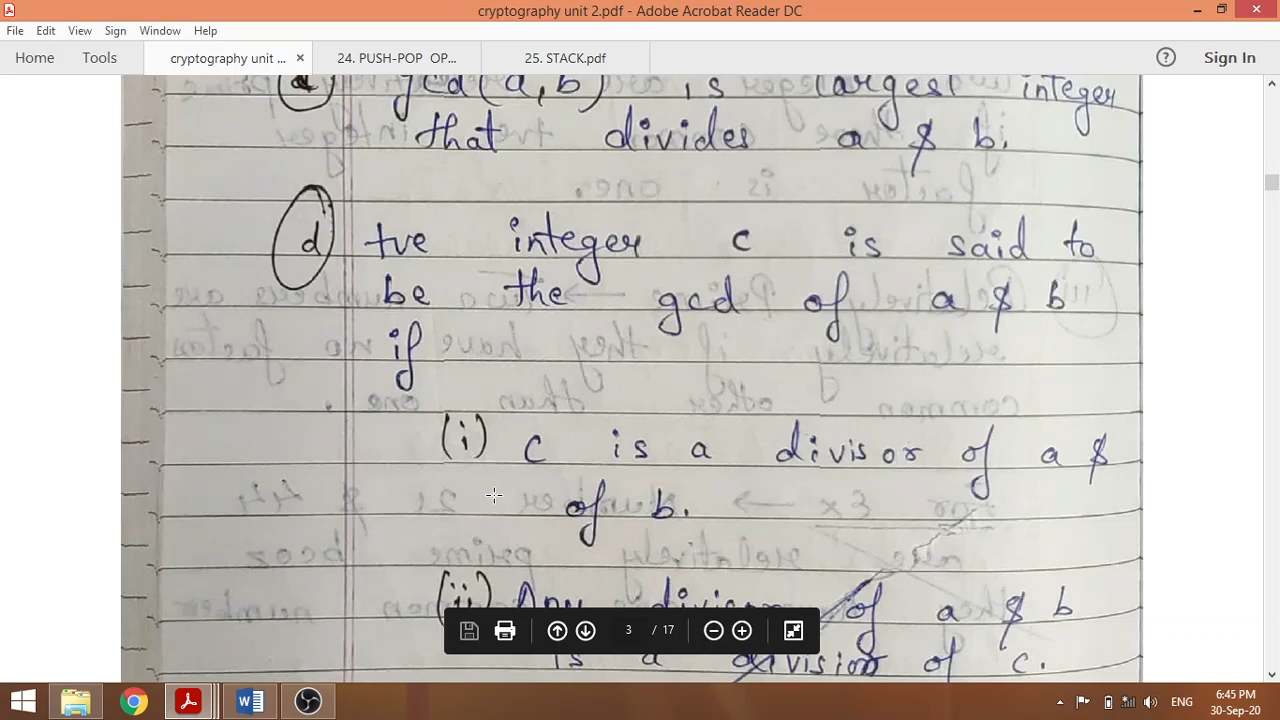 cryptography unit 2.pdf - Adobe Acrobat Reader DC
File Edit View Sign Window Help
Home Tools cryptography unit ... × 24. PUSH-POP OP... 25. STACK.pdf ? Sign In
gcd(a,b) is largest integer
that divides a & b.
d +ve integer c is said to
be the gcd of a & b
if
(i) c is a divisor of a &
of b.
(ii) Any divisor of a & b
is a divisior of c.
3 / 17
ENG 6:45 PM
30-Sep-20